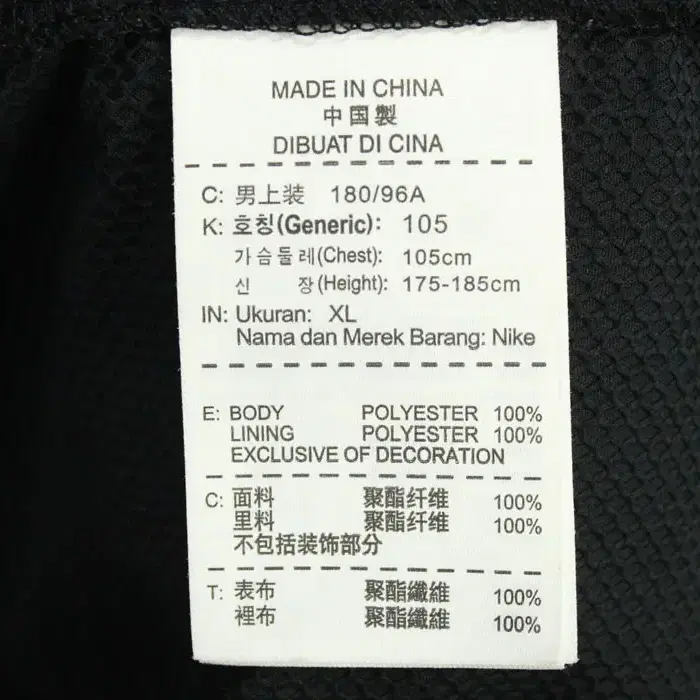 MADE IN CHINA
中国製
DIBUAT DI CINA
C: 男上装 180/96A
K: 호칭(Generic): 105
가슴둘레(Chest): 105cm
신 장(Height): 175-185cm
IN: Ukuran: XL
Nama dan Merek Barang: Nike
E: BODY POLYESTER 100%
LINING POLYESTER 100%
EXCLUSIVE OF DECORATION
C: 面料 聚酯纤维 100%
里料 聚酯纤维 100%
不包括装饰部分
T: 表布 聚酯纖維 100%
裡布 聚酯纖維 100%